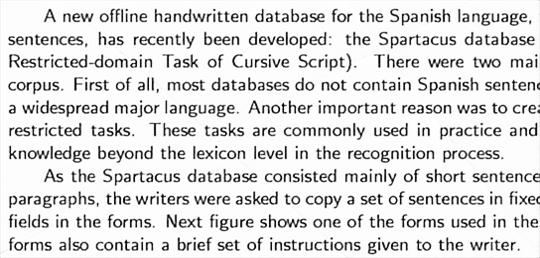 A new offline handwritten database for the Spanish language,
sentences, has recently been developed: the Spartacus database
Restricted-domain Task of Cursive Script). There were two mai
corpus. First of all, most databases do not contain Spanish senten
a widespread major language. Another important reason was to crea
restricted tasks. These tasks are commonly used in practice and
knowledge beyond the lexicon level in the recognition process.
As the Spartacus database consisted mainly of short sentence
paragraphs, the writers were asked to copy a set of sentences in fixed
fields in the forms. Next figure shows one of the forms used in the
forms also contain a brief set of instructions given to the writer.